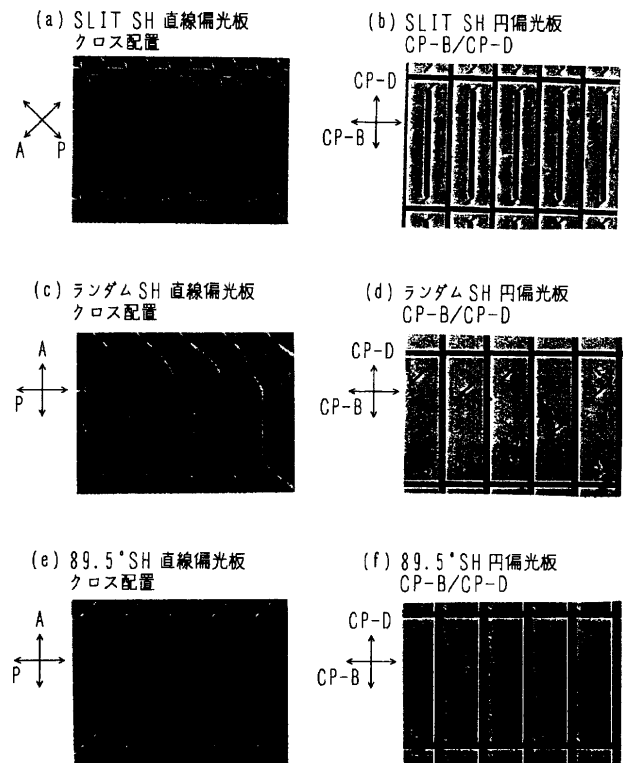 (a) SLIT SH 直線偏光板
クロス配置
A
P
(b) SLIT SH 円偏光板
CP-B/CP-D
CP-D
CP-B
(c) ランダム SH 直線偏光板
クロス配置
A
P
(d) ランダム SH 円偏光板
CP-B/CP-D
CP-D
CP-B
(e) 89.5°SH 直線偏光板
クロス配置
A
P
(f) 89.5°SH 円偏光板
CP-B/CP-D
CP-D
CP-B